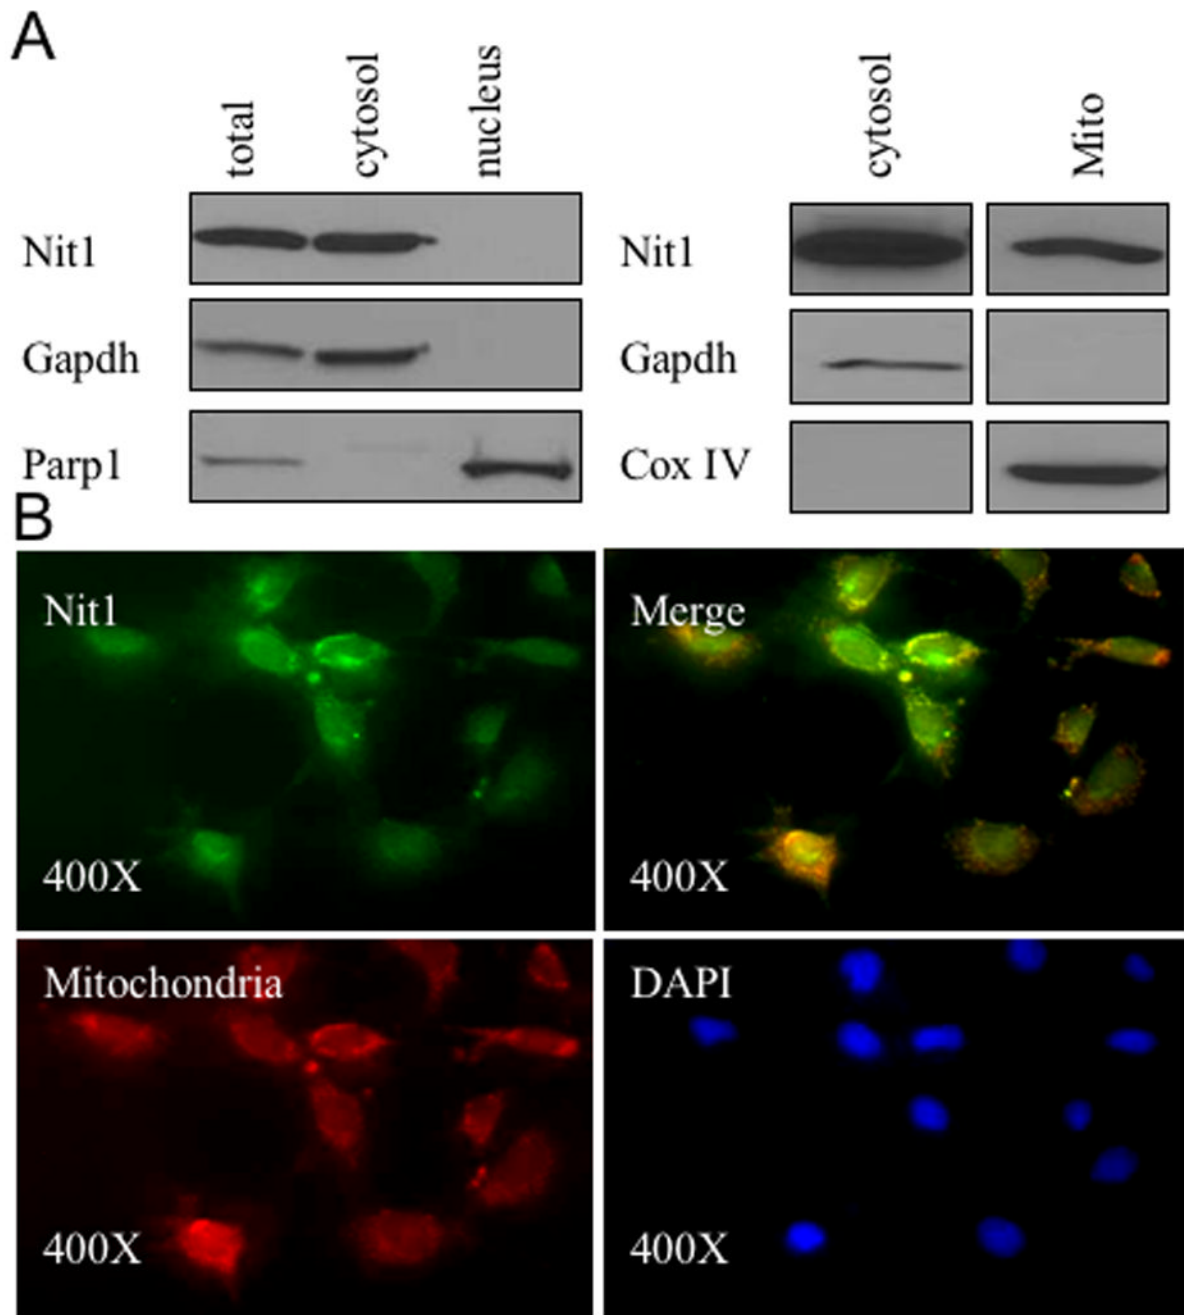 A
total
cytosol
nucleus
cytosol
Mito
Nit1
Gapdh
Parp1
Nit1
Gapdh
Cox IV
B
Nit1
400X
Merge
400X
Mitochondria
400X
DAPI
400X